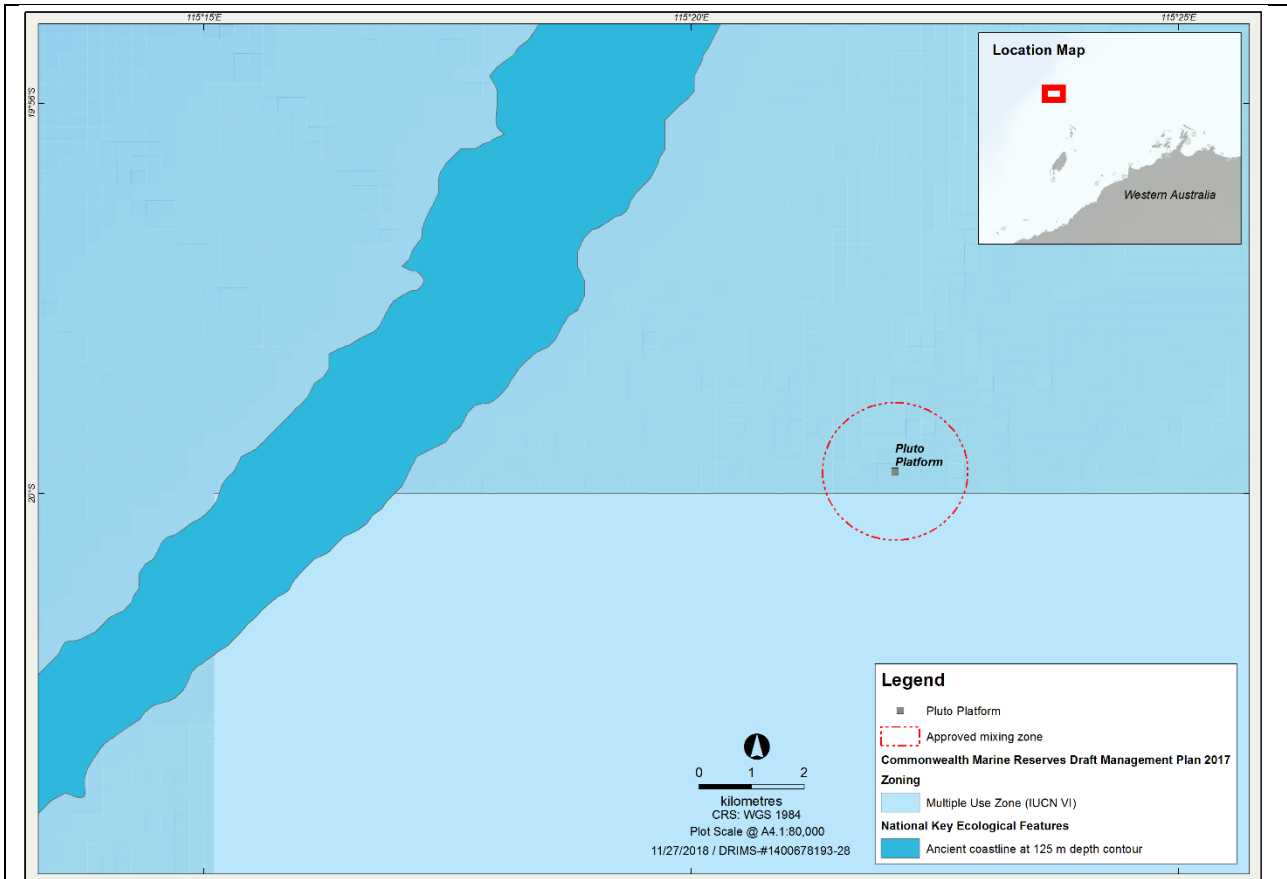 115°15'E
115°20'E
115°25'E
Location Map
19°56'S
Western Australia
Pluto
Platform
20°S
Legend
Pluto Platform
Approved mixing zone
Commonwealth Marine Reserves Draft Management Plan 2017
Zoning
Multiple Use Zone (IUCN VI)
National Key Ecological Features
Ancient coastline at 125 m depth contour
0 1 2
kilometres
CRS: WGS 1984
Plot Scale @ A4.1:80,000
11/27/2018 / DRIMS-#1400678193-28